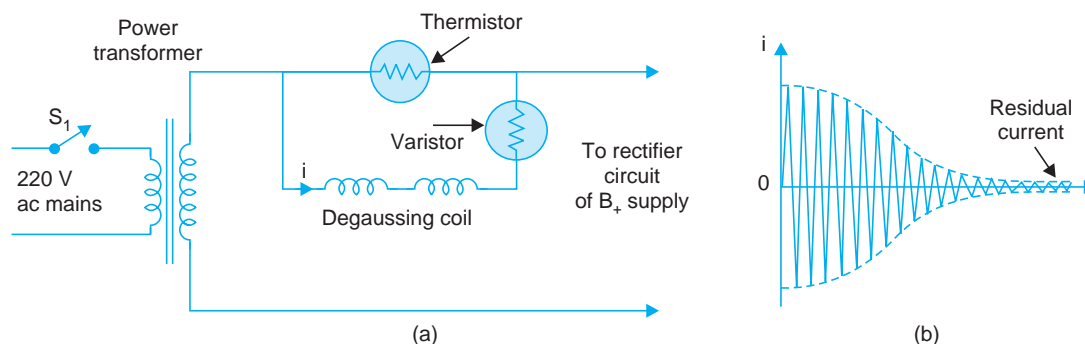 Power
transformer
Thermistor
S1
220 V
ac mains
Varistor
i
Degaussing coil
To rectifier
circuit
of B+ supply
(a)
i
0
Residual
current
(b)